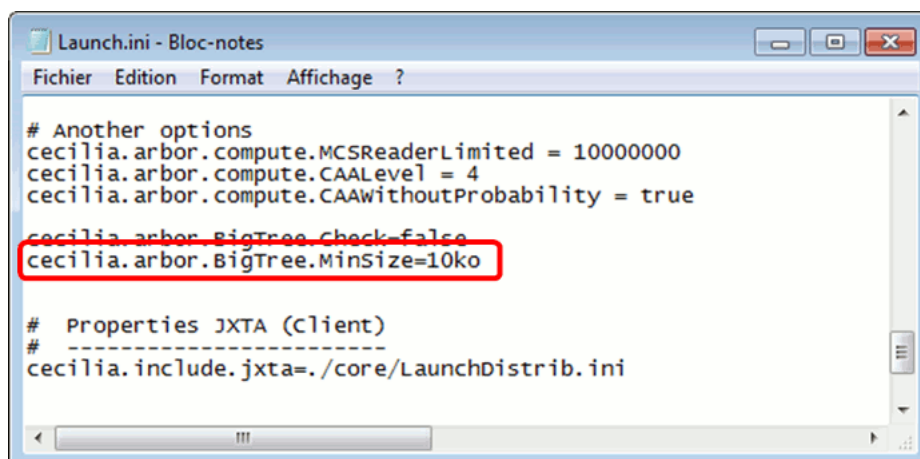 Launch.ini - Bloc-notes
Fichier Edition Format Affichage ?
# Another options
cecilia.arbor.compute.MCSReaderLimited = 10000000
cecilia.arbor.compute.CAALevel = 4
cecilia.arbor.compute.CAAWithoutProbability = true
cecilia.arbor.BigTree.Check=false
cecilia.arbor.BigTree.MinSize=10ko
# Properties JXTA (Client)
# ------------------------
cecilia.include.jxta=./core/LaunchDistrib.ini